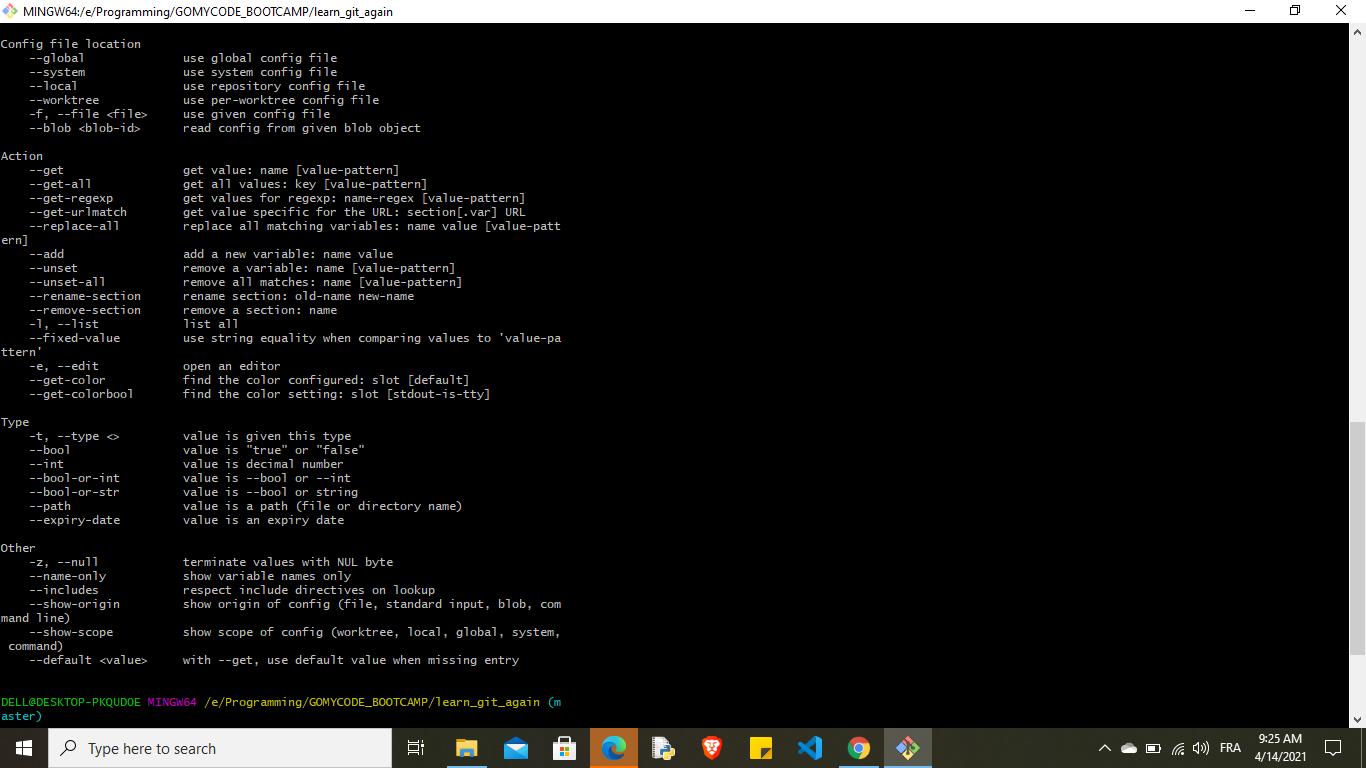 MINGW64:/e/Programming/GOMYCODE_BOOTCAMP/learn_git_again
Config file location
    --global              use global config file
    --system              use system config file
    --local               use repository config file
    --worktree            use per-worktree config file
    -f, --file <file>     use given config file
    --blob <blob-id>      read config from given blob object
Action
    --get                 get value: name [value-pattern]
    --get-all             get all values: key [value-pattern]
    --get-regexp          get values for regexp: name-regex [value-pattern]
    --get-urlmatch        get value specific for the URL: section[.var] URL
    --replace-all         replace all matching variables: name value [value-patt
ern]
    --add                 add a new variable: name value
    --unset               remove a variable: name [value-pattern]
    --unset-all           remove all matches: name [value-pattern]
    --rename-section      rename section: old-name new-name
    --remove-section      remove a section: name
    -l, --list            list all
    --fixed-value         use string equality when comparing values to 'value-pa
ttern'
    -e, --edit            open an editor
    --get-color           find the color configured: slot [default]
    --get-colorbool       find the color setting: slot [stdout-is-tty]
Type
    -t, --type <>         value is given this type
    --bool                value is "true" or "false"
    --int                 value is decimal number
    --bool-or-int         value is --bool or --int
    --bool-or-str         value is --bool or string
    --path                value is a path (file or directory name)
    --expiry-date         value is an expiry date
Other
    -z, --null            terminate values with NUL byte
    --name-only           show variable names only
    --includes            respect include directives on lookup
    --show-origin         show origin of config (file, standard input, blob, com
mand line)
    --show-scope          show scope of config (worktree, local, global, system,
 command)
    --default <value>     with --get, use default value when missing entry
DELL@DESKTOP-PKQUDOE MINGW64 /e/Programming/GOMYCODE_BOOTCAMP/learn_git_again (m
aster)
Type here to search
FRA
9:25 AM
4/14/2021